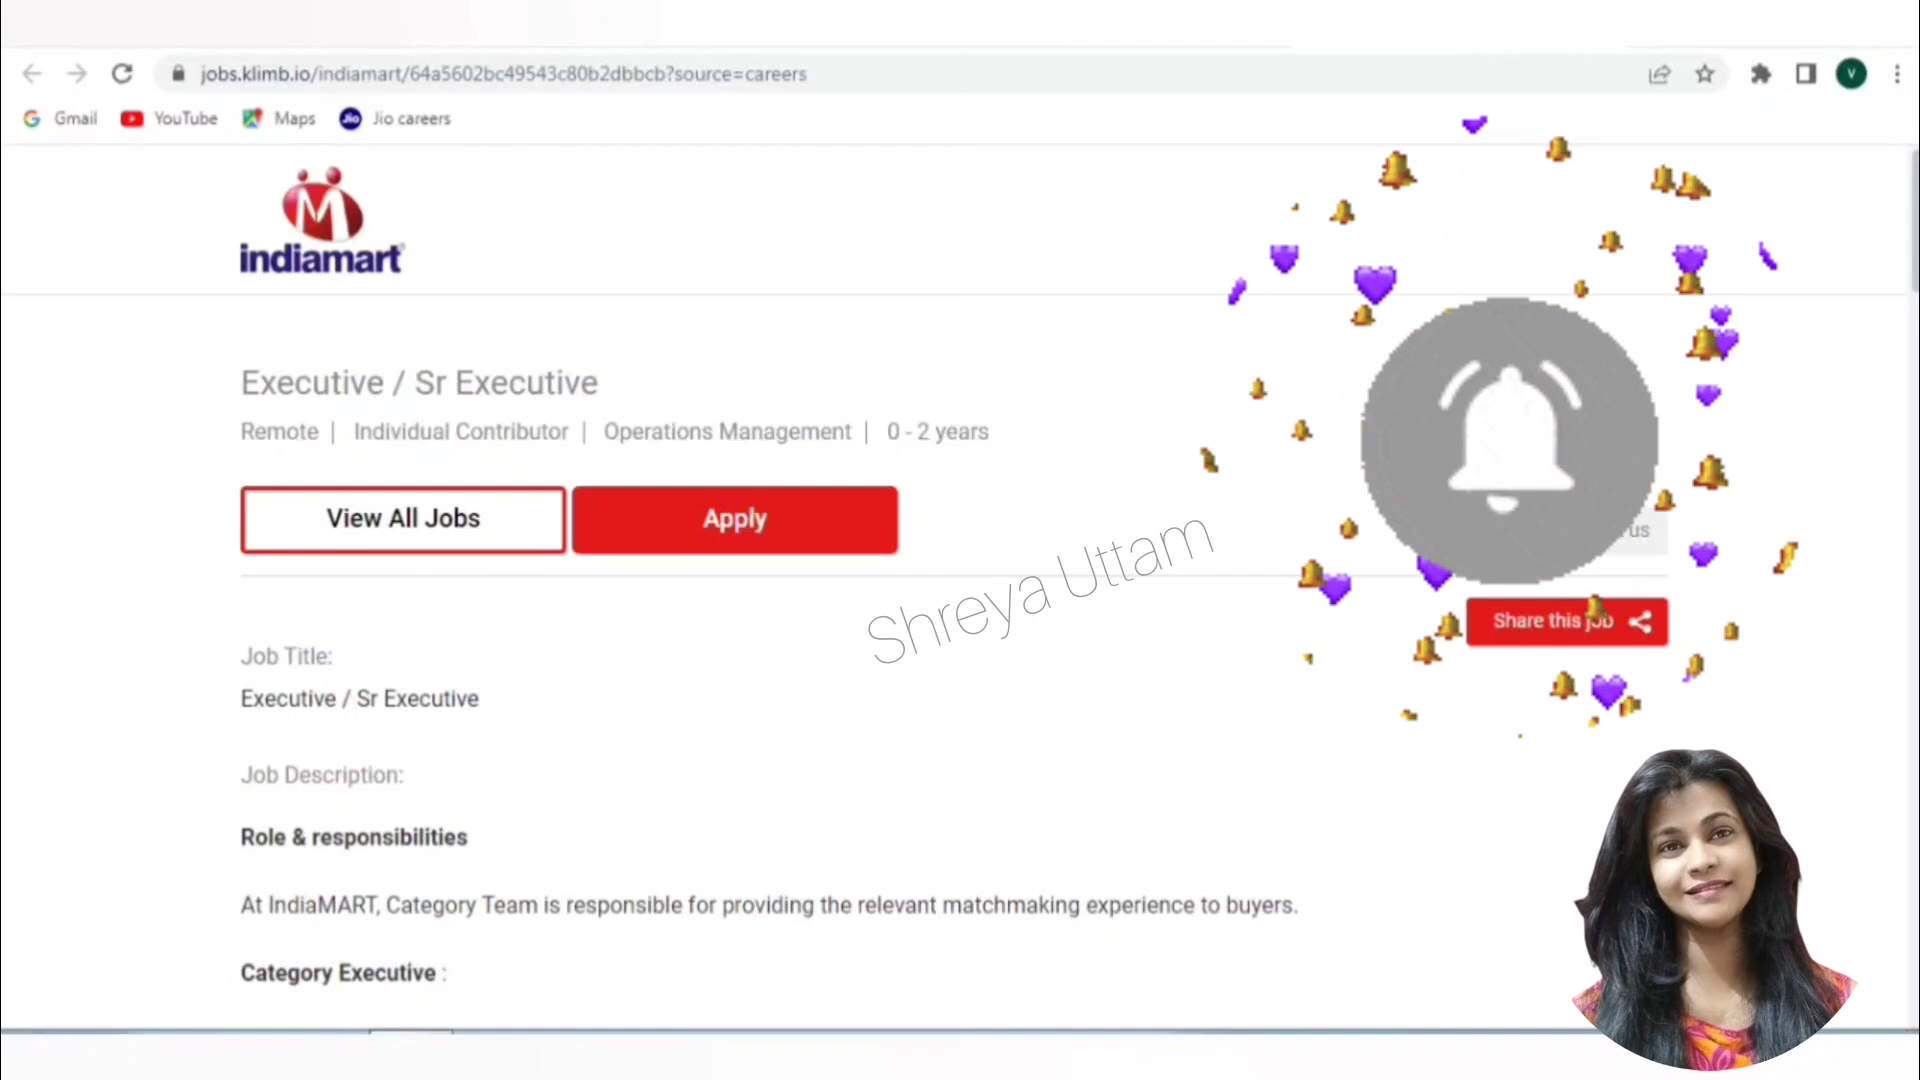 jobs.klimb.io/indiamart/64a5602bc49543c80b2dbbcb?source=careers
V
Gmail
YouTube
Maps
Jio
Jio careers
M
indiamart
Executive / Sr Executive
Remote | Individual Contributor | Operations Management | 0 - 2 years
View All Jobs
Apply
us
Shreya Uttam
Share this job
Job Title:
Executive / Sr Executive
Job Description:
Role & responsibilities
At IndiaMART, Category Team is responsible for providing the relevant matchmaking experience to buyers.
Category Executive :